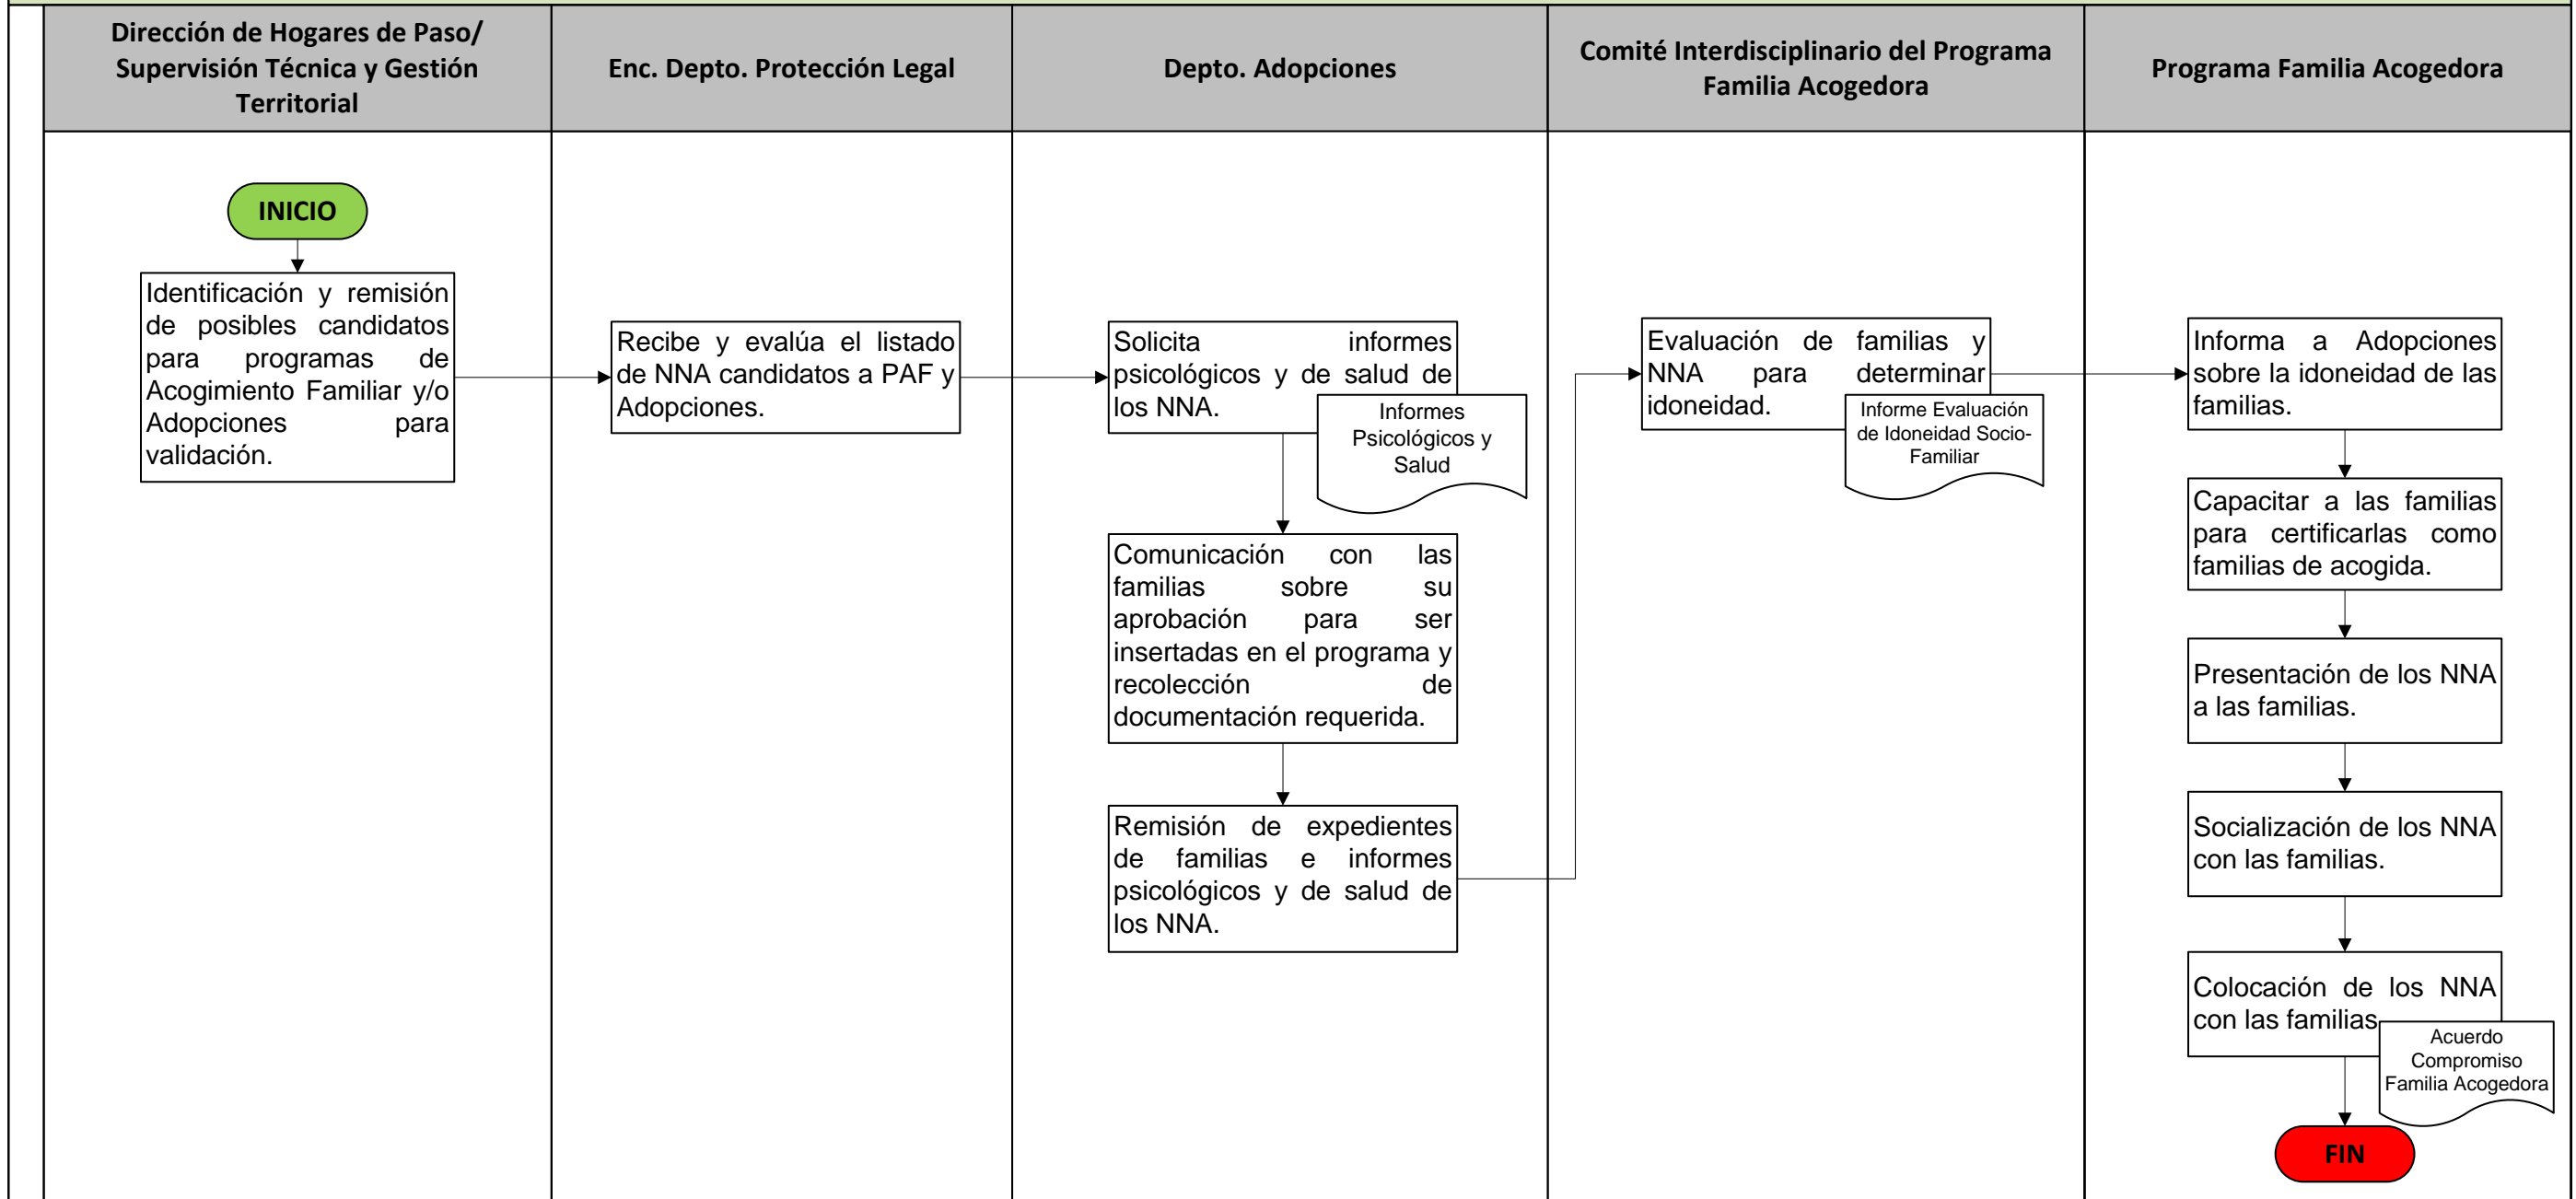 Dirección de Hogares de Paso/
Supervisión Técnica y Gestión
Territorial
Enc. Depto. Protección Legal
Depto. Adopciones
Comité Interdisciplinario del Programa
Familia Acogedora
Programa Familia Acogedora
INICIO
Identificación y remisión
de posibles candidatos
para programas de
Acogimiento Familiar y/o
Adopciones para
validación.
Recibe y evalúa el listado
de NNA candidatos a PAF y
Adopciones.
Solicita informes
psicológicos y de salud de
los NNA.
Informes
Psicológicos y
Salud
Comunicación con las
familias sobre su
aprobación para ser
insertadas en el programa y
recolección de
documentación requerida.
Remisión de expedientes
de familias e informes
psicológicos y de salud de
los NNA.
Evaluación de familias y
NNA para determinar
idoneidad.
Informe Evaluación
de Idoneidad Socio-
Familiar
Informa a Adopciones
sobre la idoneidad de las
familias.
Capacitar a las familias
para certificarlas como
familias de acogida.
Presentación de los NNA
a las familias.
Socialización de los NNA
con las familias.
Colocación de los NNA
con las familias
Acuerdo
Compromiso
Familia Acogedora
FIN